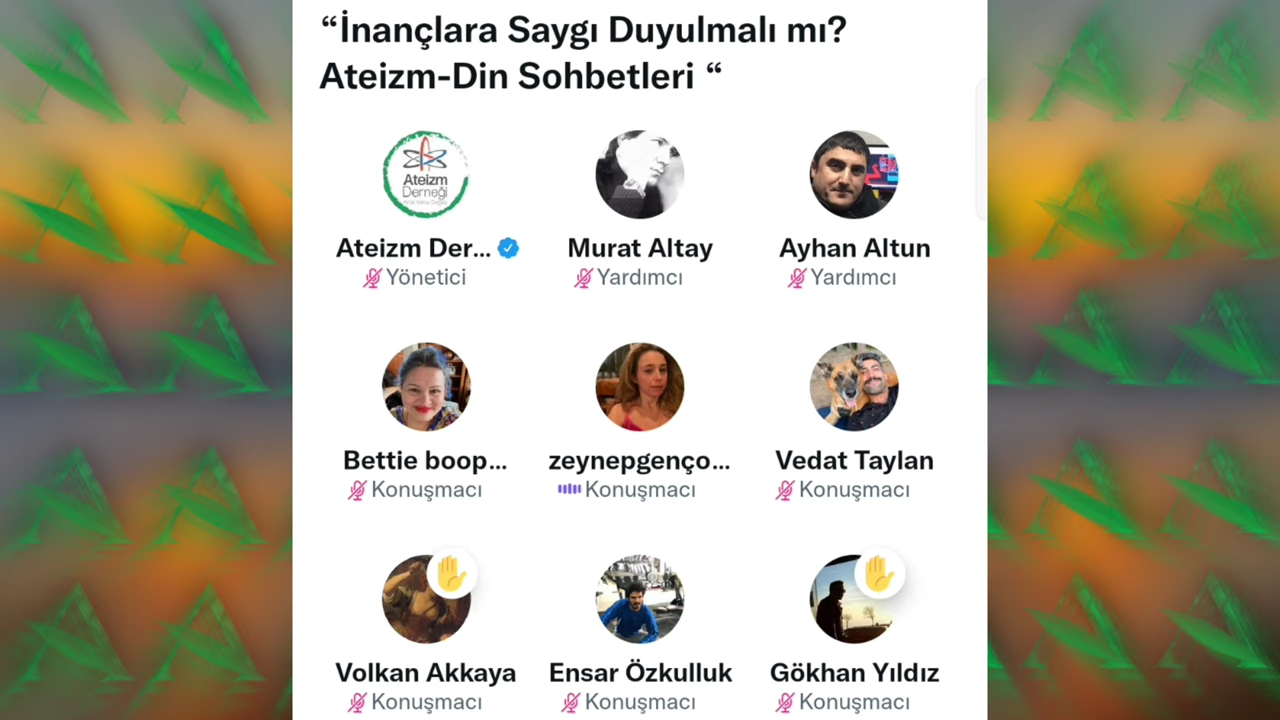 “İnançlara Saygı Duyulmalı mı?
Ateizm-Din Sohbetleri “
Ateizm
Derneği
Ateizm Der... Murat Altay Ayhan Altun
Yönetici Yardımcı Yardımcı
Bettie boop... zeynepgenço... Vedat Taylan
Konuşmacı Konuşmacı Konuşmacı
Volkan Akkaya Ensar Özkulluk Gökhan Yıldız
Konuşmacı Konuşmacı Konuşmacı